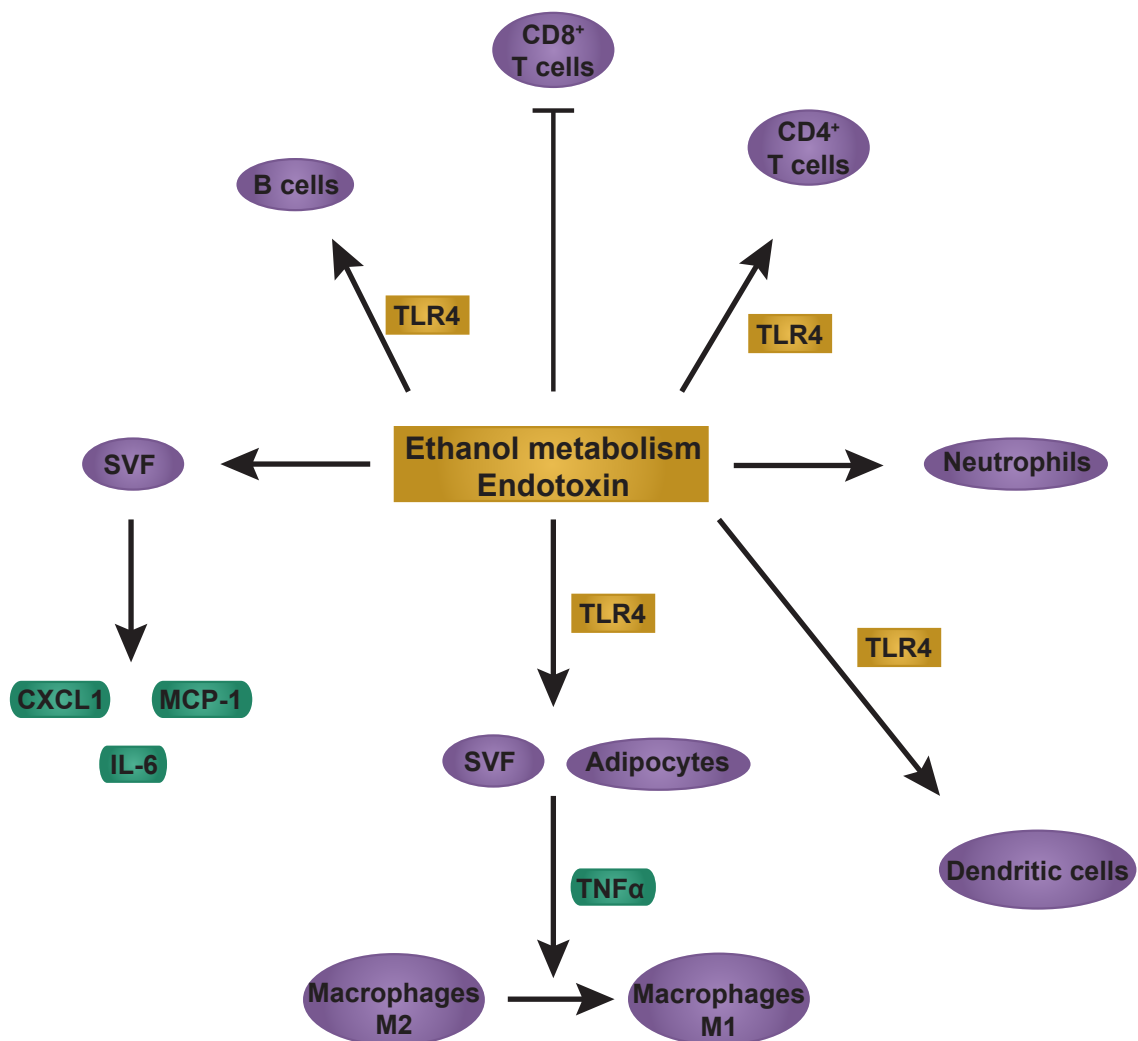 CD8⁺
T cells
CD4⁺
T cells
B cells
TLR4
TLR4
Ethanol metabolism
Endotoxin
SVF
Neutrophils
TLR4
TLR4
CXCL1
MCP-1
IL-6
SVF
Adipocytes
Dendritic cells
TNFα
Macrophages
M2
Macrophages
M1